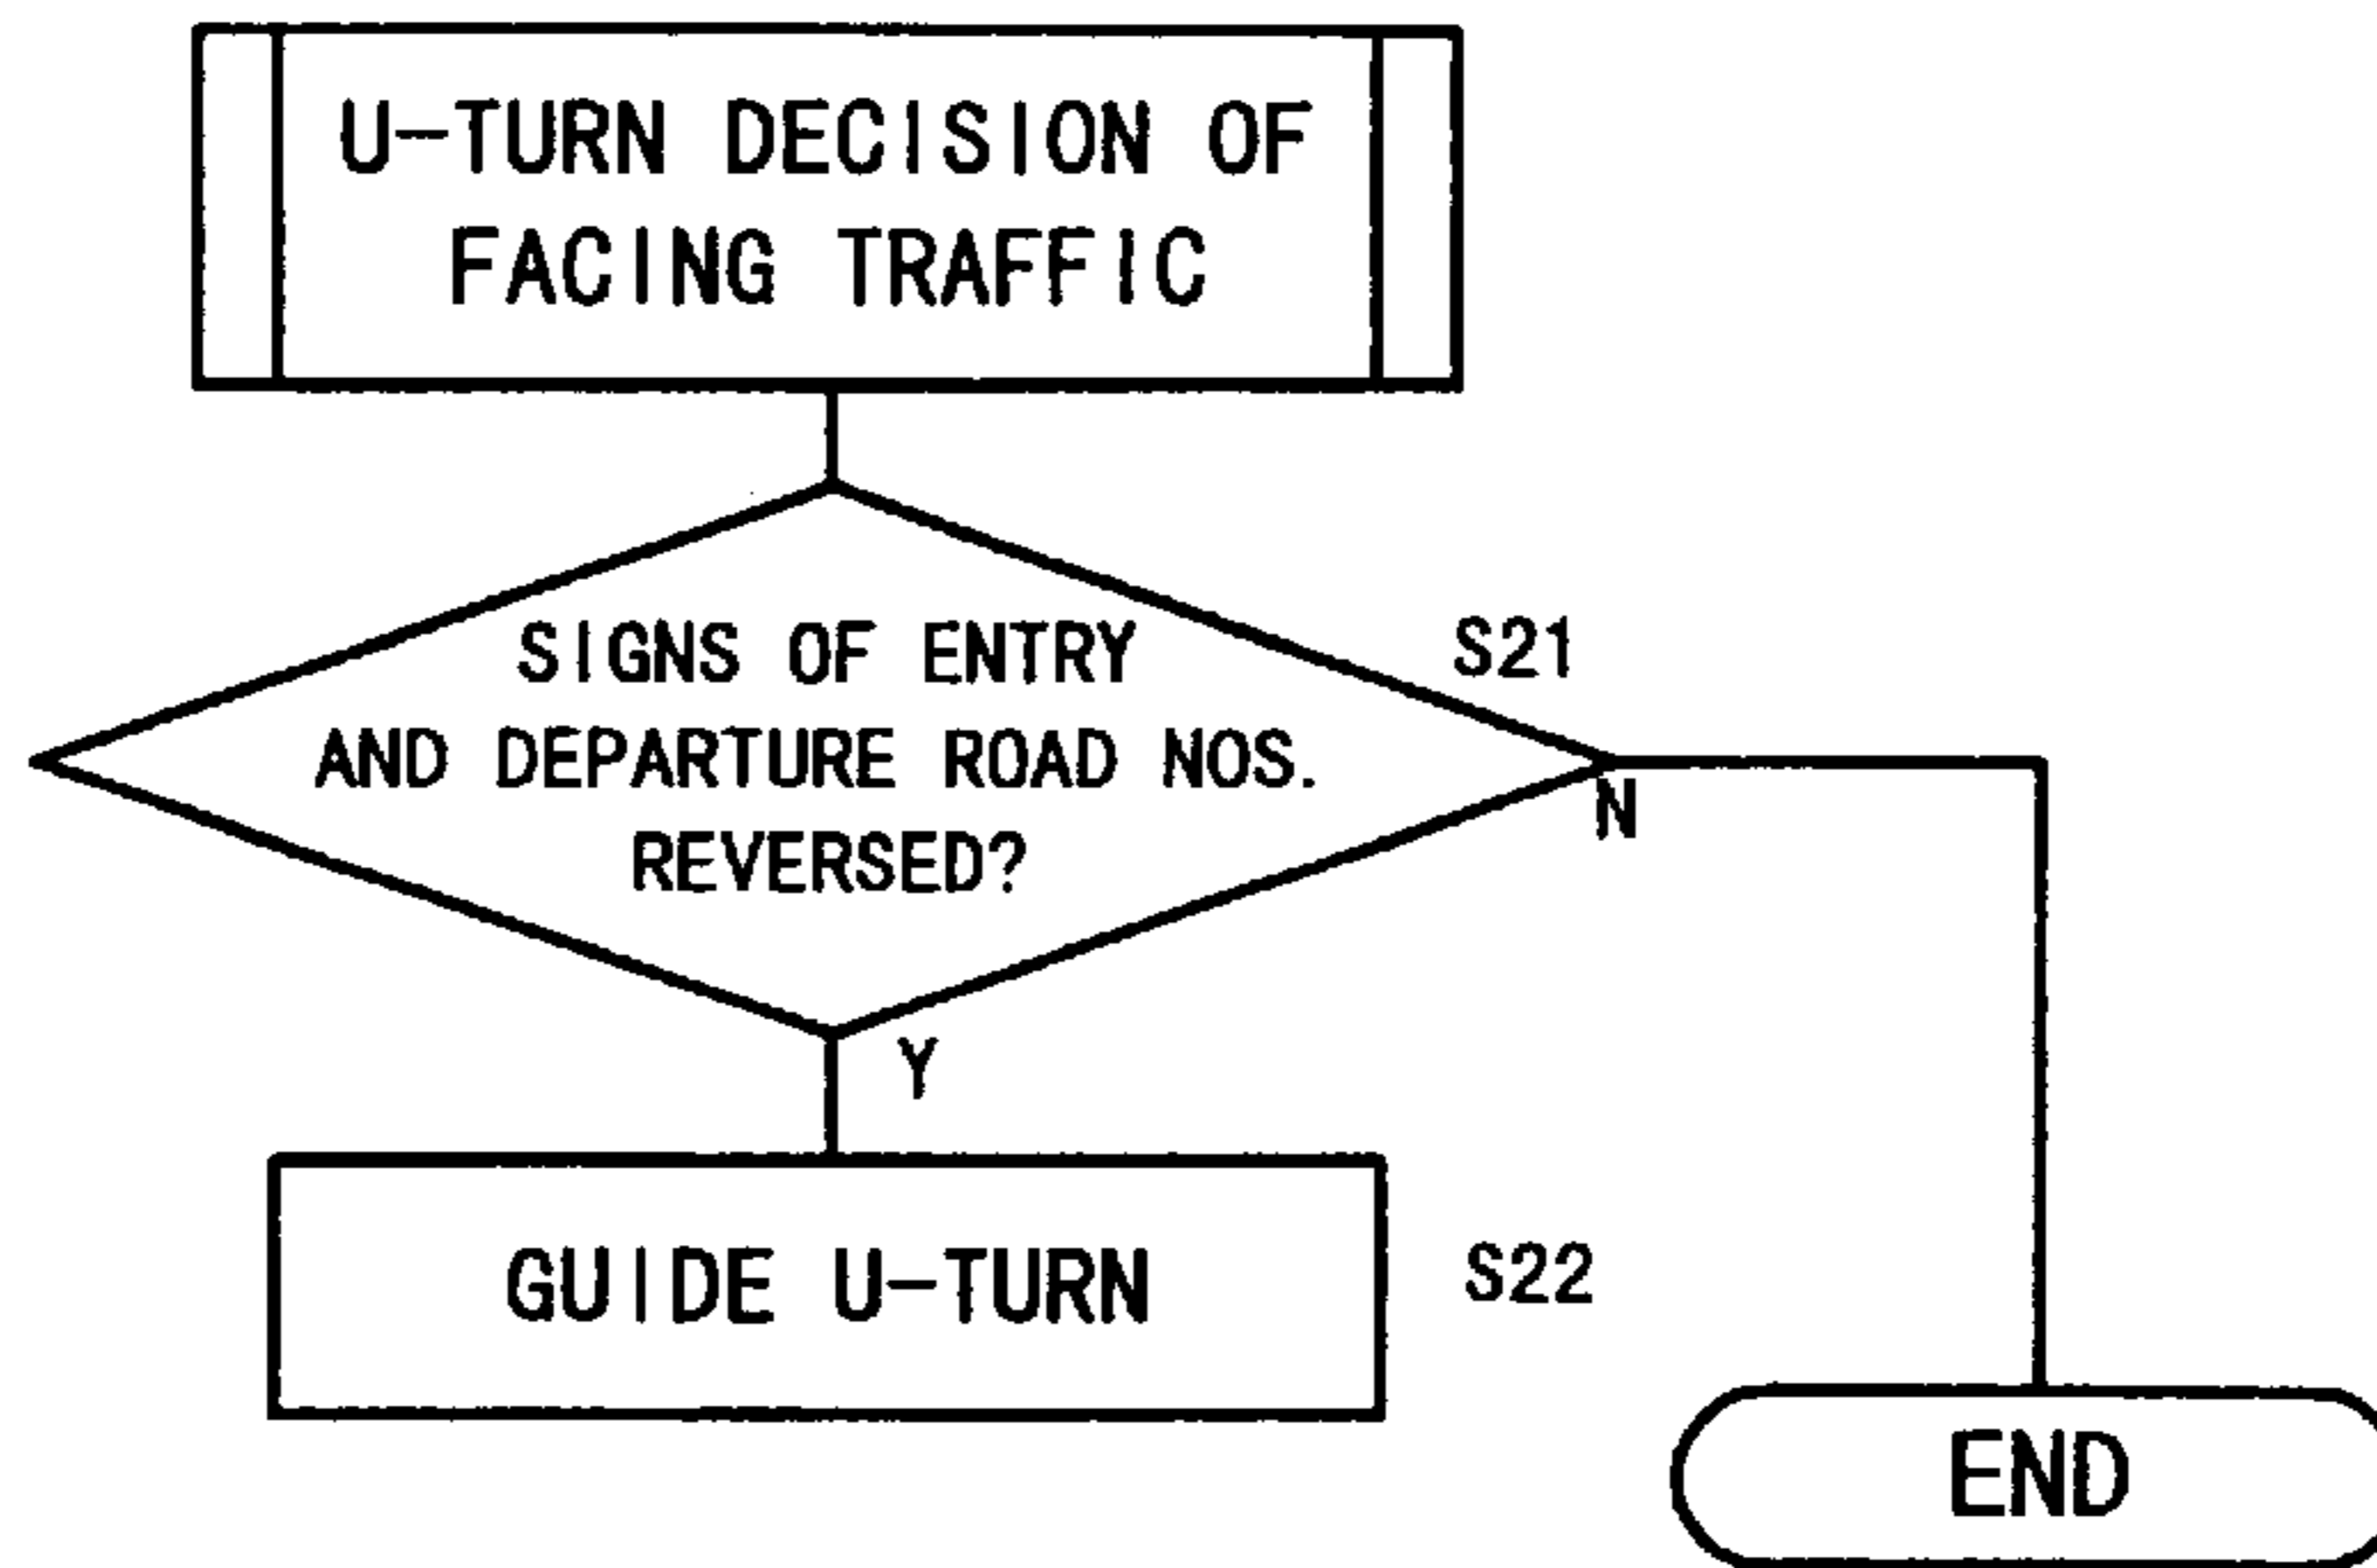 U-TURN DECISION OF
FACING TRAFFIC
SIGNS OF ENTRY
AND DEPARTURE ROAD NOS.
REVERSED?
S21
N
Y
GUIDE U-TURN
S22
END